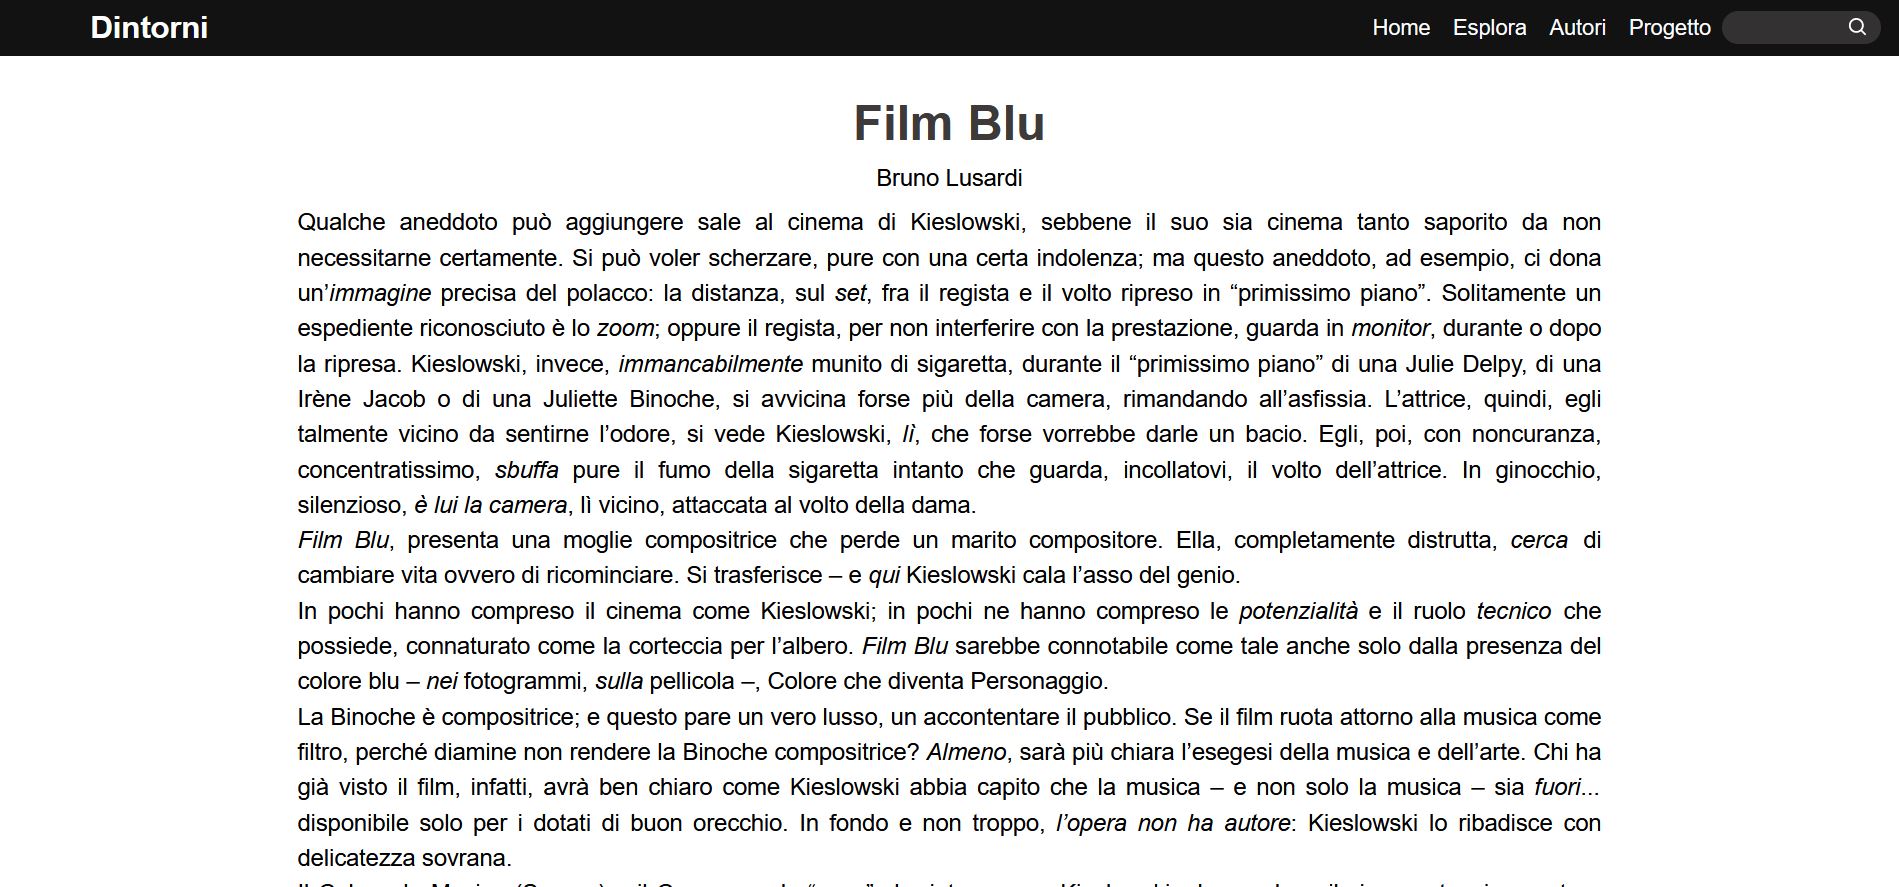 Dintorni
Home Esplora Autori Progetto
Film Blu
Bruno Lusardi
Qualche aneddoto può aggiungere sale al cinema di Kieslowski, sebbene il suo sia cinema tanto saporito da non
necessitarne certamente. Si può voler scherzare, pure con una certa indolenza; ma questo aneddoto, ad esempio, ci dona
un’immagine precisa del polacco: la distanza, sul set, fra il regista e il volto ripreso in “primissimo piano”. Solitamente un
espediente riconosciuto è lo zoom; oppure il regista, per non interferire con la prestazione, guarda in monitor, durante o dopo
la ripresa. Kieslowski, invece, immancabilmente munito di sigaretta, durante il “primissimo piano” di una Julie Delpy, di una
Irène Jacob o di una Juliette Binoche, si avvicina forse più della camera, rimandando all’asfissia. L’attrice, quindi, egli
talmente vicino da sentirne l’odore, si vede Kieslowski, lì, che forse vorrebbe darle un bacio. Egli, poi, con noncuranza,
concentratissimo, sbuffa pure il fumo della sigaretta intanto che guarda, incollatovi, il volto dell’attrice. In ginocchio,
silenzioso, è lui la camera, lì vicino, attaccata al volto della dama.
Film Blu, presenta una moglie compositrice che perde un marito compositore. Ella, completamente distrutta, cerca di
cambiare vita ovvero di ricominciare. Si trasferisce – e qui Kieslowski cala l’asso del genio.
In pochi hanno compreso il cinema come Kieslowski; in pochi ne hanno compreso le potenzialità e il ruolo tecnico che
possiede, connaturato come la corteccia per l’albero. Film Blu sarebbe connotabile come tale anche solo dalla presenza del
colore blu – nei fotogrammi, sulla pellicola –, Colore che diventa Personaggio.
La Binoche è compositrice; e questo pare un vero lusso, un accontentare il pubblico. Se il film ruota attorno alla musica come
filtro, perché diamine non rendere la Binoche compositrice? Almeno, sarà più chiara l’esegesi della musica e dell’arte. Chi ha
già visto il film, infatti, avrà ben chiaro come Kieslowski abbia capito che la musica – e non solo la musica – sia fuori...
disponibile solo per i dotati di buon orecchio. In fondo e non troppo, l’opera non ha autore: Kieslowski lo ribadisce con
delicatezza sovrana.